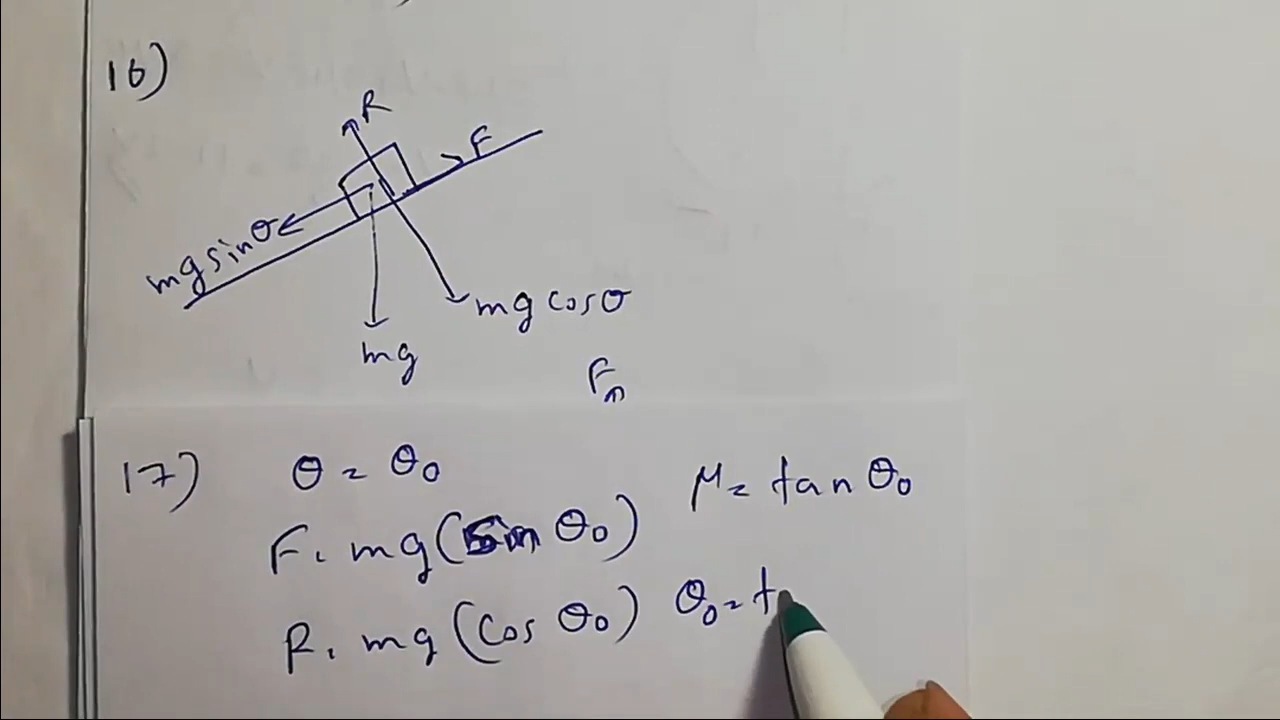 16)
R
F
mg sinθ
mg cosθ
mg
F
17) θ = θ₀ μ = tan θ₀
F = mg (sin θ₀)
R = mg (cos θ₀) θ₀ = t